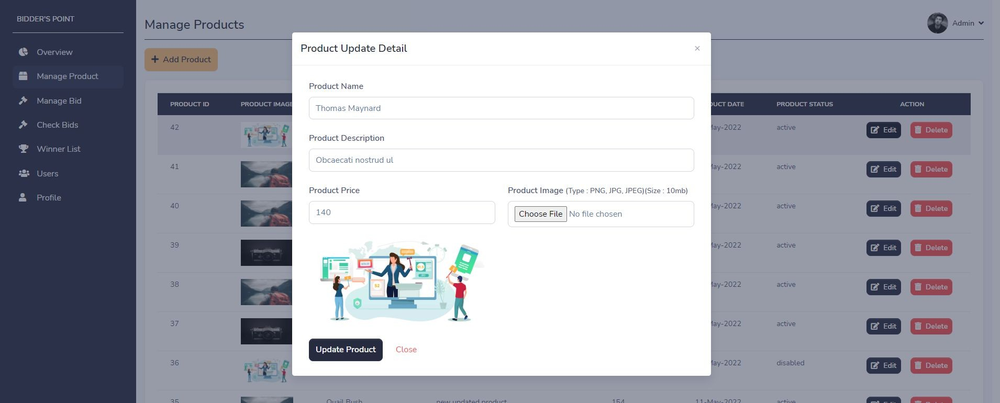 BIDDER'S POINT
Overview
Manage Product
Manage Bid
Check Bids
Winner List
Users
Profile
Manage Products
Admin
Add Product
Product Update Detail
×
Product Name
Thomas Maynard
Product Description
Obcaecati nostrud ul
Product Price
Product Image (Type : PNG, JPG, JPEG)(Size : 10mb)
140
Choose File No file chosen
$2
Update Product Close
PRODUCT ID PRODUCT IMAGE DUCT DATE PRODUCT STATUS ACTION
42 May-2022 active Edit Delete
41 May-2022 active Edit Delete
40 May-2022 active Edit Delete
39 May-2022 active Edit Delete
38 May-2022 active Edit Delete
37 May-2022 active Edit Delete
36 May-2022 disabled Edit Delete
35 Quail Bush new updated product 154 11-May-2022 active